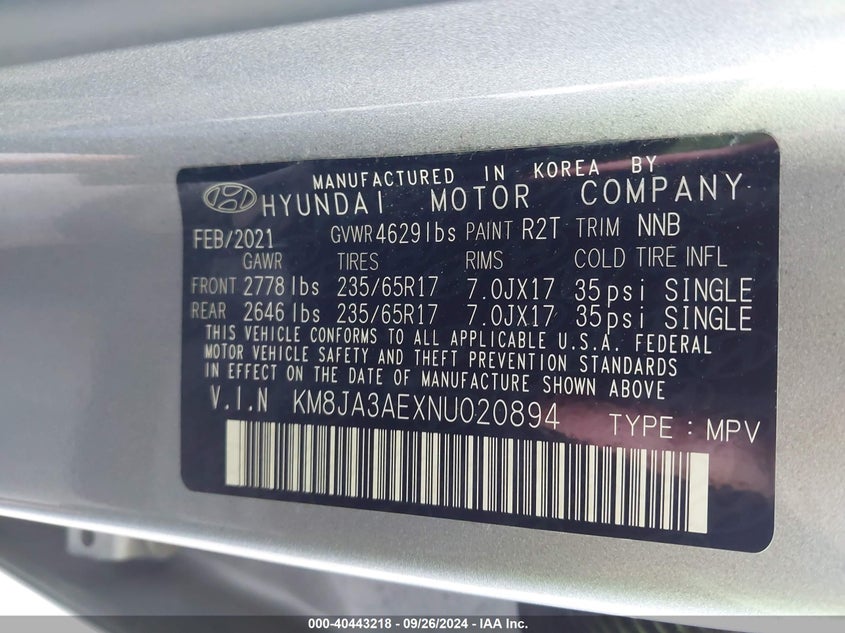 MANUFACTURED IN KOREA BY
HYUNDAI MOTOR COMPANY
FEB/2021 GVWR 4629 lbs PAINT R2T TRIM NNB
GAWR TIRES RIMS COLD TIRE INFL
FRONT 2778 lbs 235/65R17 7.0JX17 35psi SINGLE
REAR 2646 lbs 235/65R17 7.0JX17 35psi SINGLE
THIS VEHICLE CONFORMS TO ALL APPLICABLE U.S.A. FEDERAL
MOTOR VEHICLE SAFETY AND THEFT PREVENTION STANDARDS
IN EFFECT ON THE DATE OF MANUFACTURE SHOWN ABOVE
V.I.N KM8JA3AEXNU020894 TYPE : MPV
000-40443218 - 09/26/2024 - IAA Inc.